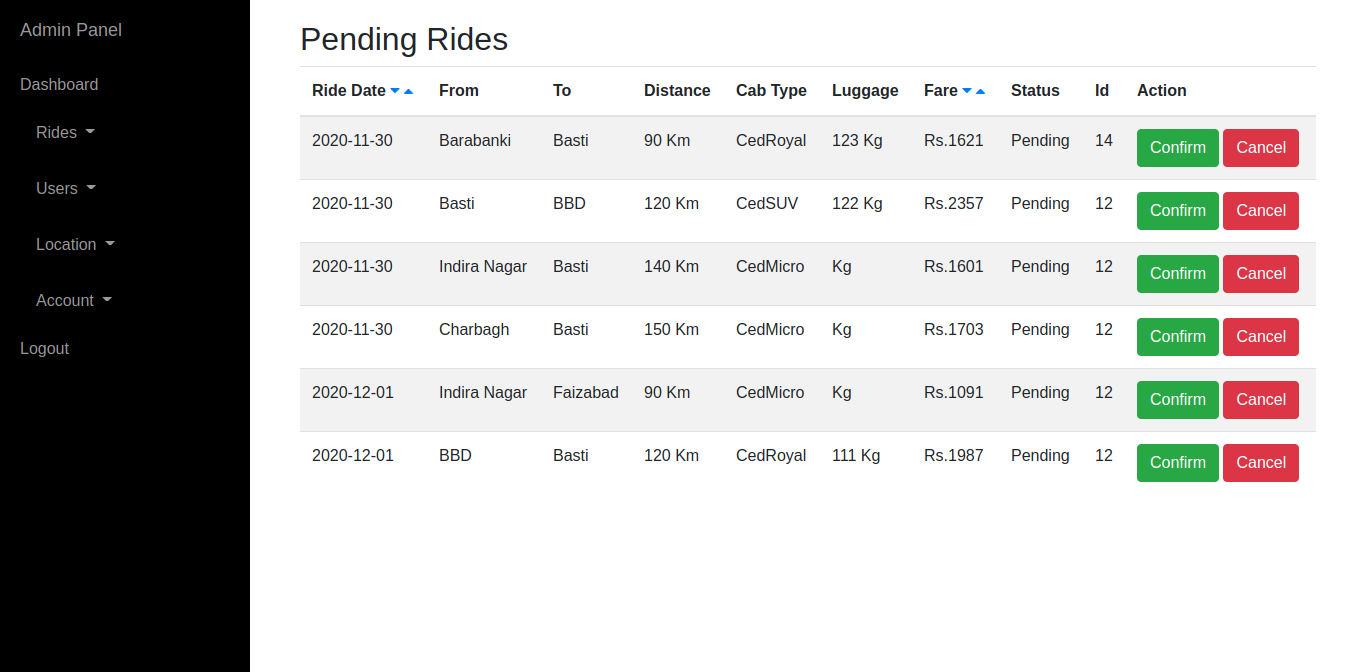 Admin Panel
Dashboard
Rides
Users
Location
Account
Logout
Pending Rides
Ride Date From To Distance Cab Type Luggage Fare Status Id Action
2020-11-30 Barabanki Basti 90 Km CedRoyal 123 Kg Rs.1621 Pending 14 Confirm Cancel
2020-11-30 Basti BBD 120 Km CedSUV 122 Kg Rs.2357 Pending 12 Confirm Cancel
2020-11-30 Indira Nagar Basti 140 Km CedMicro Kg Rs.1601 Pending 12 Confirm Cancel
2020-11-30 Charbagh Basti 150 Km CedMicro Kg Rs.1703 Pending 12 Confirm Cancel
2020-12-01 Indira Nagar Faizabad 90 Km CedMicro Kg Rs.1091 Pending 12 Confirm Cancel
2020-12-01 BBD Basti 120 Km CedRoyal 111 Kg Rs.1987 Pending 12 Confirm Cancel